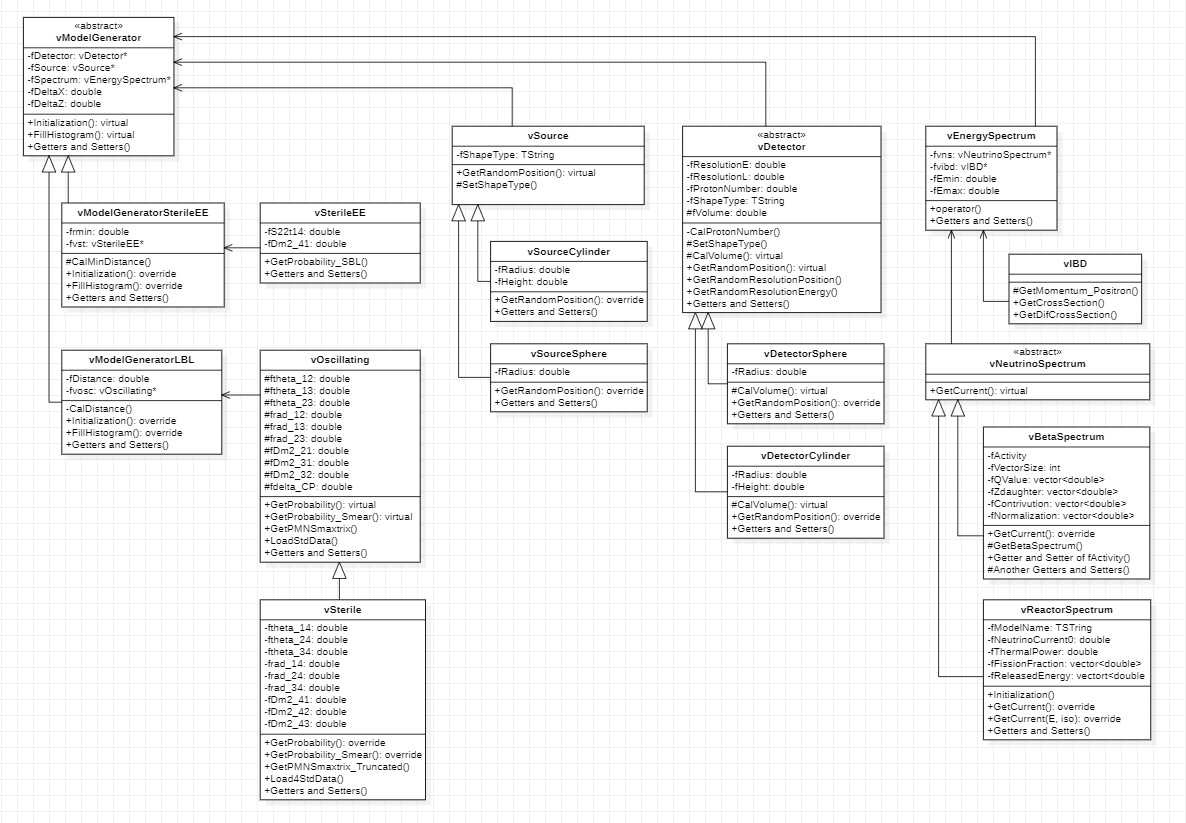 «abstract»
vModelGenerator
-fDetector: vDetector*
-fSource: vSource*
-fSpectrum: vEnergySpectrum*
-fDeltaX: double
-fDeltaZ: double
+Initialization(): virtual
+FillHistogram(): virtual
+Getters and Setters()
vModelGeneratorSterileEE
-frmin: double
-fvst: vSterileEE*
#CalMinDistance()
+Initialization(): override
+FillHistogram(): override
+Getters and Setters()
vSterileEE
-fS22t14: double
-fDm2_41: double
+GetProbability_SBL()
+Getters and Setters()
vModelGeneratorLBL
-fDistance: double
-fvosc: vOscillating*
-CalDistance()
+Initialization(): override
+FillHistogram(): override
+Getters and Setters()
vOscillating
#ftheta_12: double
#ftheta_13: double
#ftheta_23: double
#frad_12: double
#frad_13: double
#frad_23: double
#fDm2_21: double
#fDm2_31: double
#fDm2_32: double
#fdelta_CP: double
+GetProbability(): virtual
+GetProbability_Smear(): virtual
+GetPMNSmaxtrix()
+LoadStdData()
+Getters and Setters()
vSterile
-ftheta_14: double
-ftheta_24: double
-ftheta_34: double
-frad_14: double
-frad_24: double
-frad_34: double
-fDm2_41: double
-fDm2_42: double
-fDm2_43: double
+GetProbability(): override
+GetProbability_Smear(): override
+GetPMSmaxtrix_Truncated()
+Load4StdData()
+Getters and Setters()
vSource
-fShapeType: TString
+GetRandomPosition(): virtual
#SetShapeType()
vSourceCylinder
-fRadius: double
-fHeight: double
+GetRandomPosition(): override
+Getters and Setters()
vSourceSphere
-fRadius: double
+GetRandomPosition(): override
+Getters and Setters()
«abstract»
vDetector
-fResolutionE: double
-fResolutionL: double
-fProtonNumber: double
-fShapeType: TString
#fVolume: double
-CalProtonNumber()
#SetShapeType()
#CalVolume(): virtual
+GetRandomPosition(): virtual
+GetRandomResolutionPosition()
+GetRandomResolutionEnergy()
+Getters and Setters()
vDetectorSphere
-fRadius: double
#CalVolume(): virtual
+GetRandomPosition(): override
+Getters and Setters()
vDetectorCylinder
-fRadius: double
-fHeight: double
#CalVolume(): virtual
+GetRandomPosition(): override
+Getters and Setters()
vEnergySpectrum
-fvns: vNeutrinoSpectrum*
-fvibd: vIBD*
-fEmin: double
-fEmax: double
+operator()
+Getters and Setters()
vIBD
#GetMomentum_Positron()
+GetCrossSection()
+GetDifCrossSection()
«abstract»
vNeutrinoSpectrum
+GetCurrent(): virtual
vBetaSpectrum
-fActivity
-fVectorSize: int
-fQValue: vector<double>
-fZdaughter: vector<double>
-fContrivution: vector<double>
-fNormalization: vector<double>
+GetCurrent(): override
#GetBetaSpectrum()
+Getter and Setter of fActivity()
#Another Getters and Setters()
vReactorSpectrum
-fModelName: TSTring
-fNeutrinoCurrent0: double
-fThermalPower: double
-fFissionFraction: vector<double>
-fReleasedEnergy: vectort<double
+Initialization()
+GetCurrent(): override
+GetCurrent(E, iso): override
+Getters and Setters()